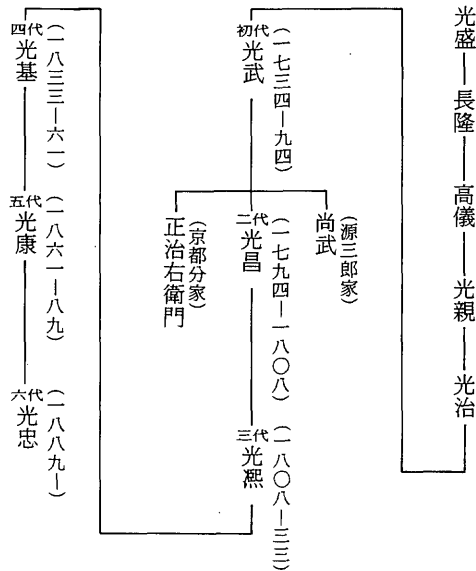 光盛―長隆―高儀―光親―光治
初代
光武
(一七三四―九四)
尚武
(源三郎家)
二代
光昌
(一七九四―一八〇八)
正治右衛門
(京都分家)
三代
光凞
(一八〇八―三三)
四代
光基
(一八三三―六一)
五代
光康
(一八六一―八九)
六代
光忠
(一八八九―)